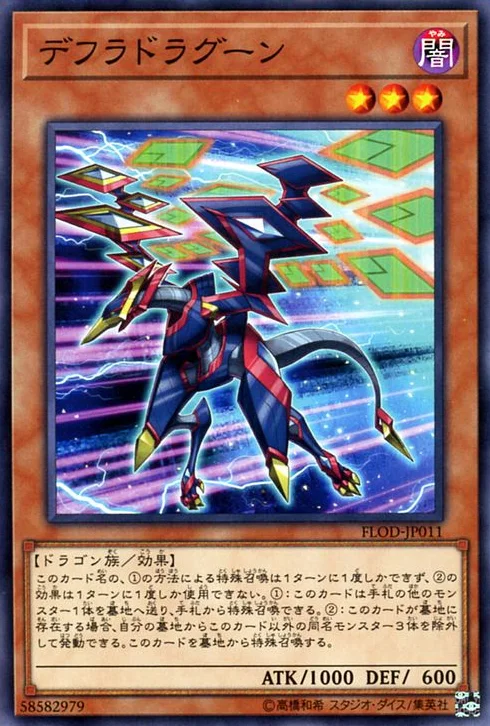 デフラドラグーン
闇
やみ
FLOD-JP011
【ドラゴン族／効果】
このカード名の、①の方法による特殊召喚は1ターンに1度しかできず、②の
効果は1ターンに1度しか使用できない。①：このカードは手札の他のモン
スター1体を墓地へ送り、手札から特殊召喚できる。②：このカードが墓地に
存在する場合、自分の墓地からこのカード以外の同名モンスター3体を除外
して発動できる。このカードを墓地から特殊召喚する。
ATK/1000 DEF/ 600
58582979
©高橋和希 スタジオ・ダイス/集英社